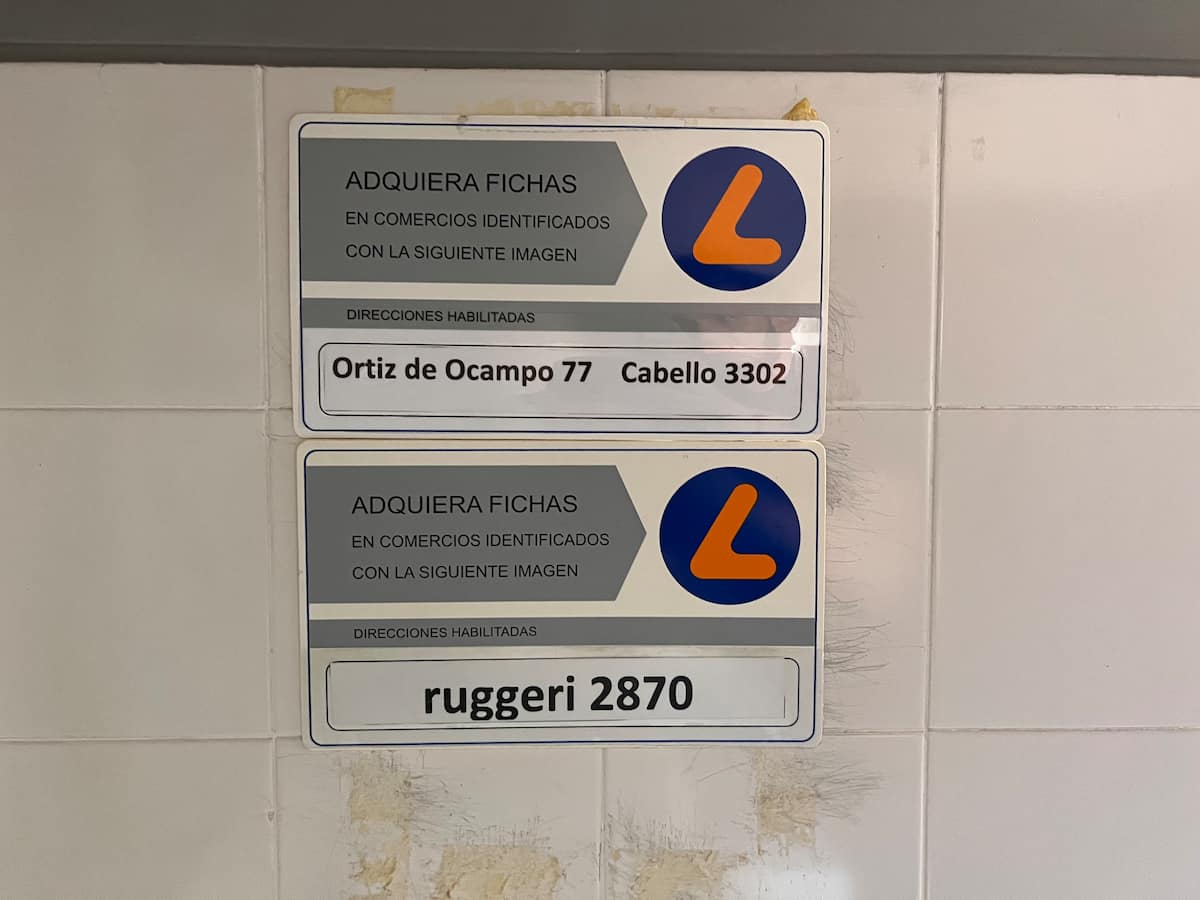 ADQUIERA FICHAS
EN COMERCIOS IDENTIFICADOS
CON LA SIGUIENTE IMAGEN
DIRECCIONES HABILITADAS
Ortiz de Ocampo 77 Cabello 3302
ADQUIERA FICHAS
EN COMERCIOS IDENTIFICADOS
CON LA SIGUIENTE IMAGEN
DIRECCIONES HABILITADAS
ruggeri 2870